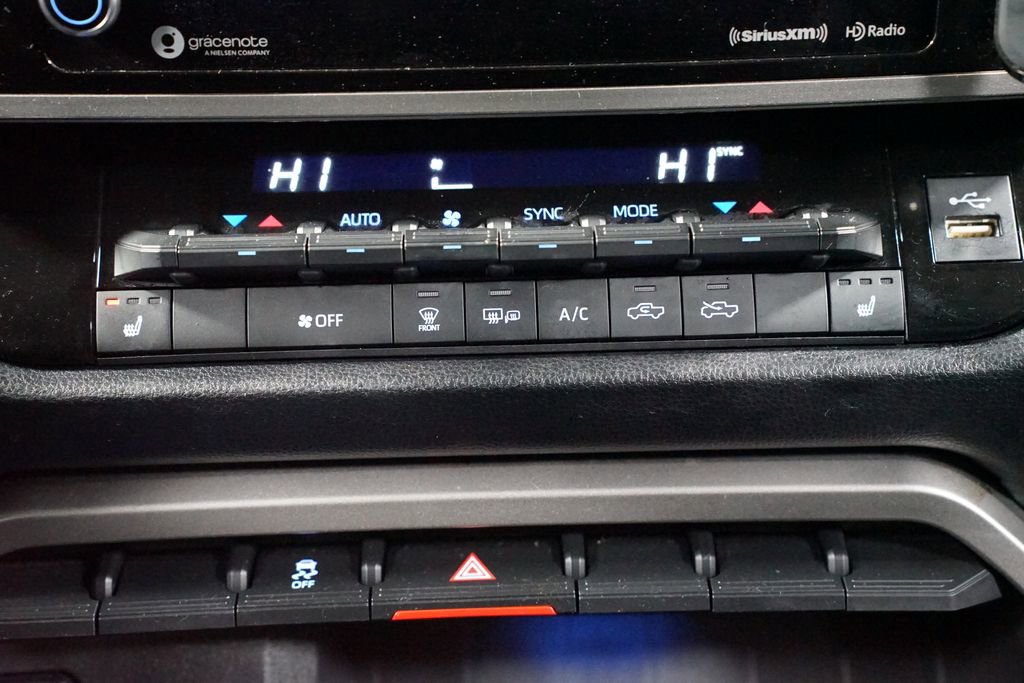 gracenote
A NIELSEN COMPANY
SiriusXM
HD Radio
HI HI SYNC
AUTO SYNC MODE
OFF FRONT A/C
OFF